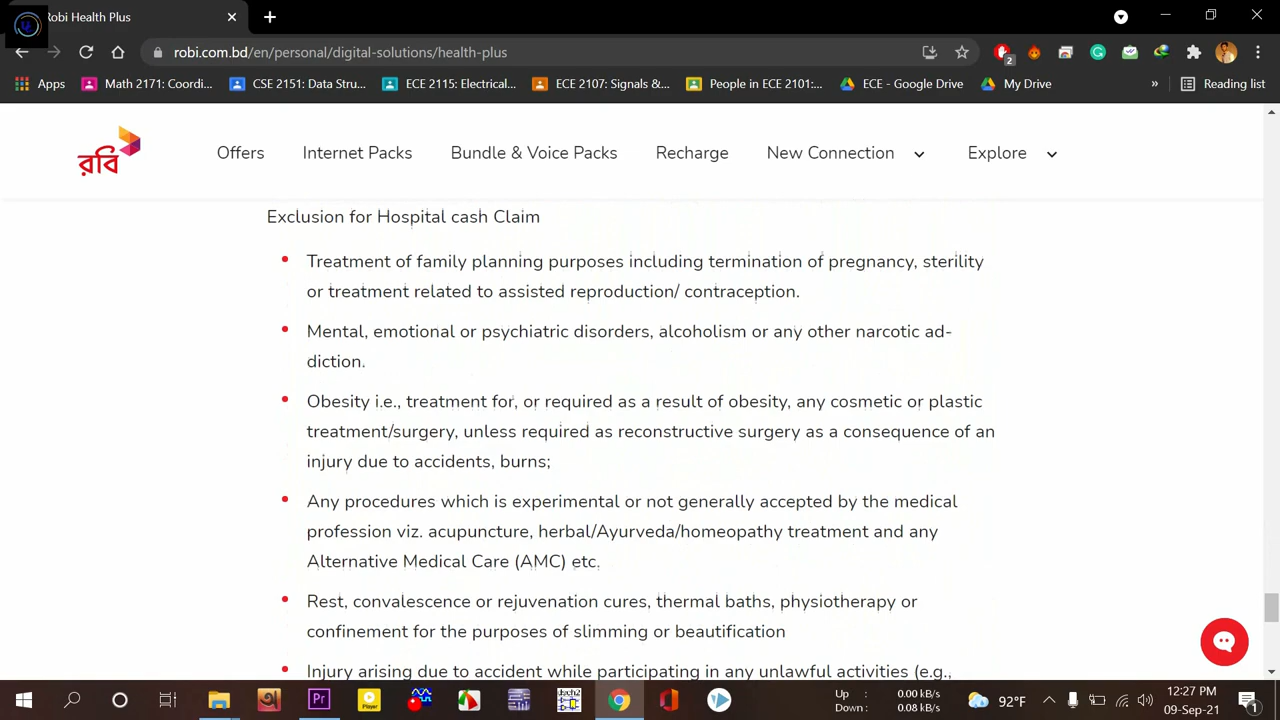 Robi Health Plus
robi.com.bd/en/personal/digital-solutions/health-plus
2
Apps
Math 2171: Coordi...
CSE 2151: Data Stru...
ECE 2115: Electrical...
ECE 2107: Signals &...
People in ECE 2101:...
ECE - Google Drive
My Drive
»
Reading list
রবি
Offers
Internet Packs
Bundle & Voice Packs
Recharge
New Connection
Explore
Exclusion for Hospital cash Claim
Treatment of family planning purposes including termination of pregnancy, sterility
or treatment related to assisted reproduction/ contraception.
Mental, emotional or psychiatric disorders, alcoholism or any other narcotic ad-
diction.
Obesity i.e., treatment for, or required as a result of obesity, any cosmetic or plastic
treatment/surgery, unless required as reconstructive surgery as a consequence of an
injury due to accidents, burns;
Any procedures which is experimental or not generally accepted by the medical
profession viz. acupuncture, herbal/Ayurveda/homeopathy treatment and any
Alternative Medical Care (AMC) etc.
Rest, convalescence or rejuvenation cures, thermal baths, physiotherapy or
confinement for the purposes of slimming or beautification
Injury arising due to accident while participating in any unlawful activities (e.g.,
Pr
Player
Up : 0.00 kB/s
Down : 0.08 kB/s
92°F
12:27 PM
09-Sep-21
1